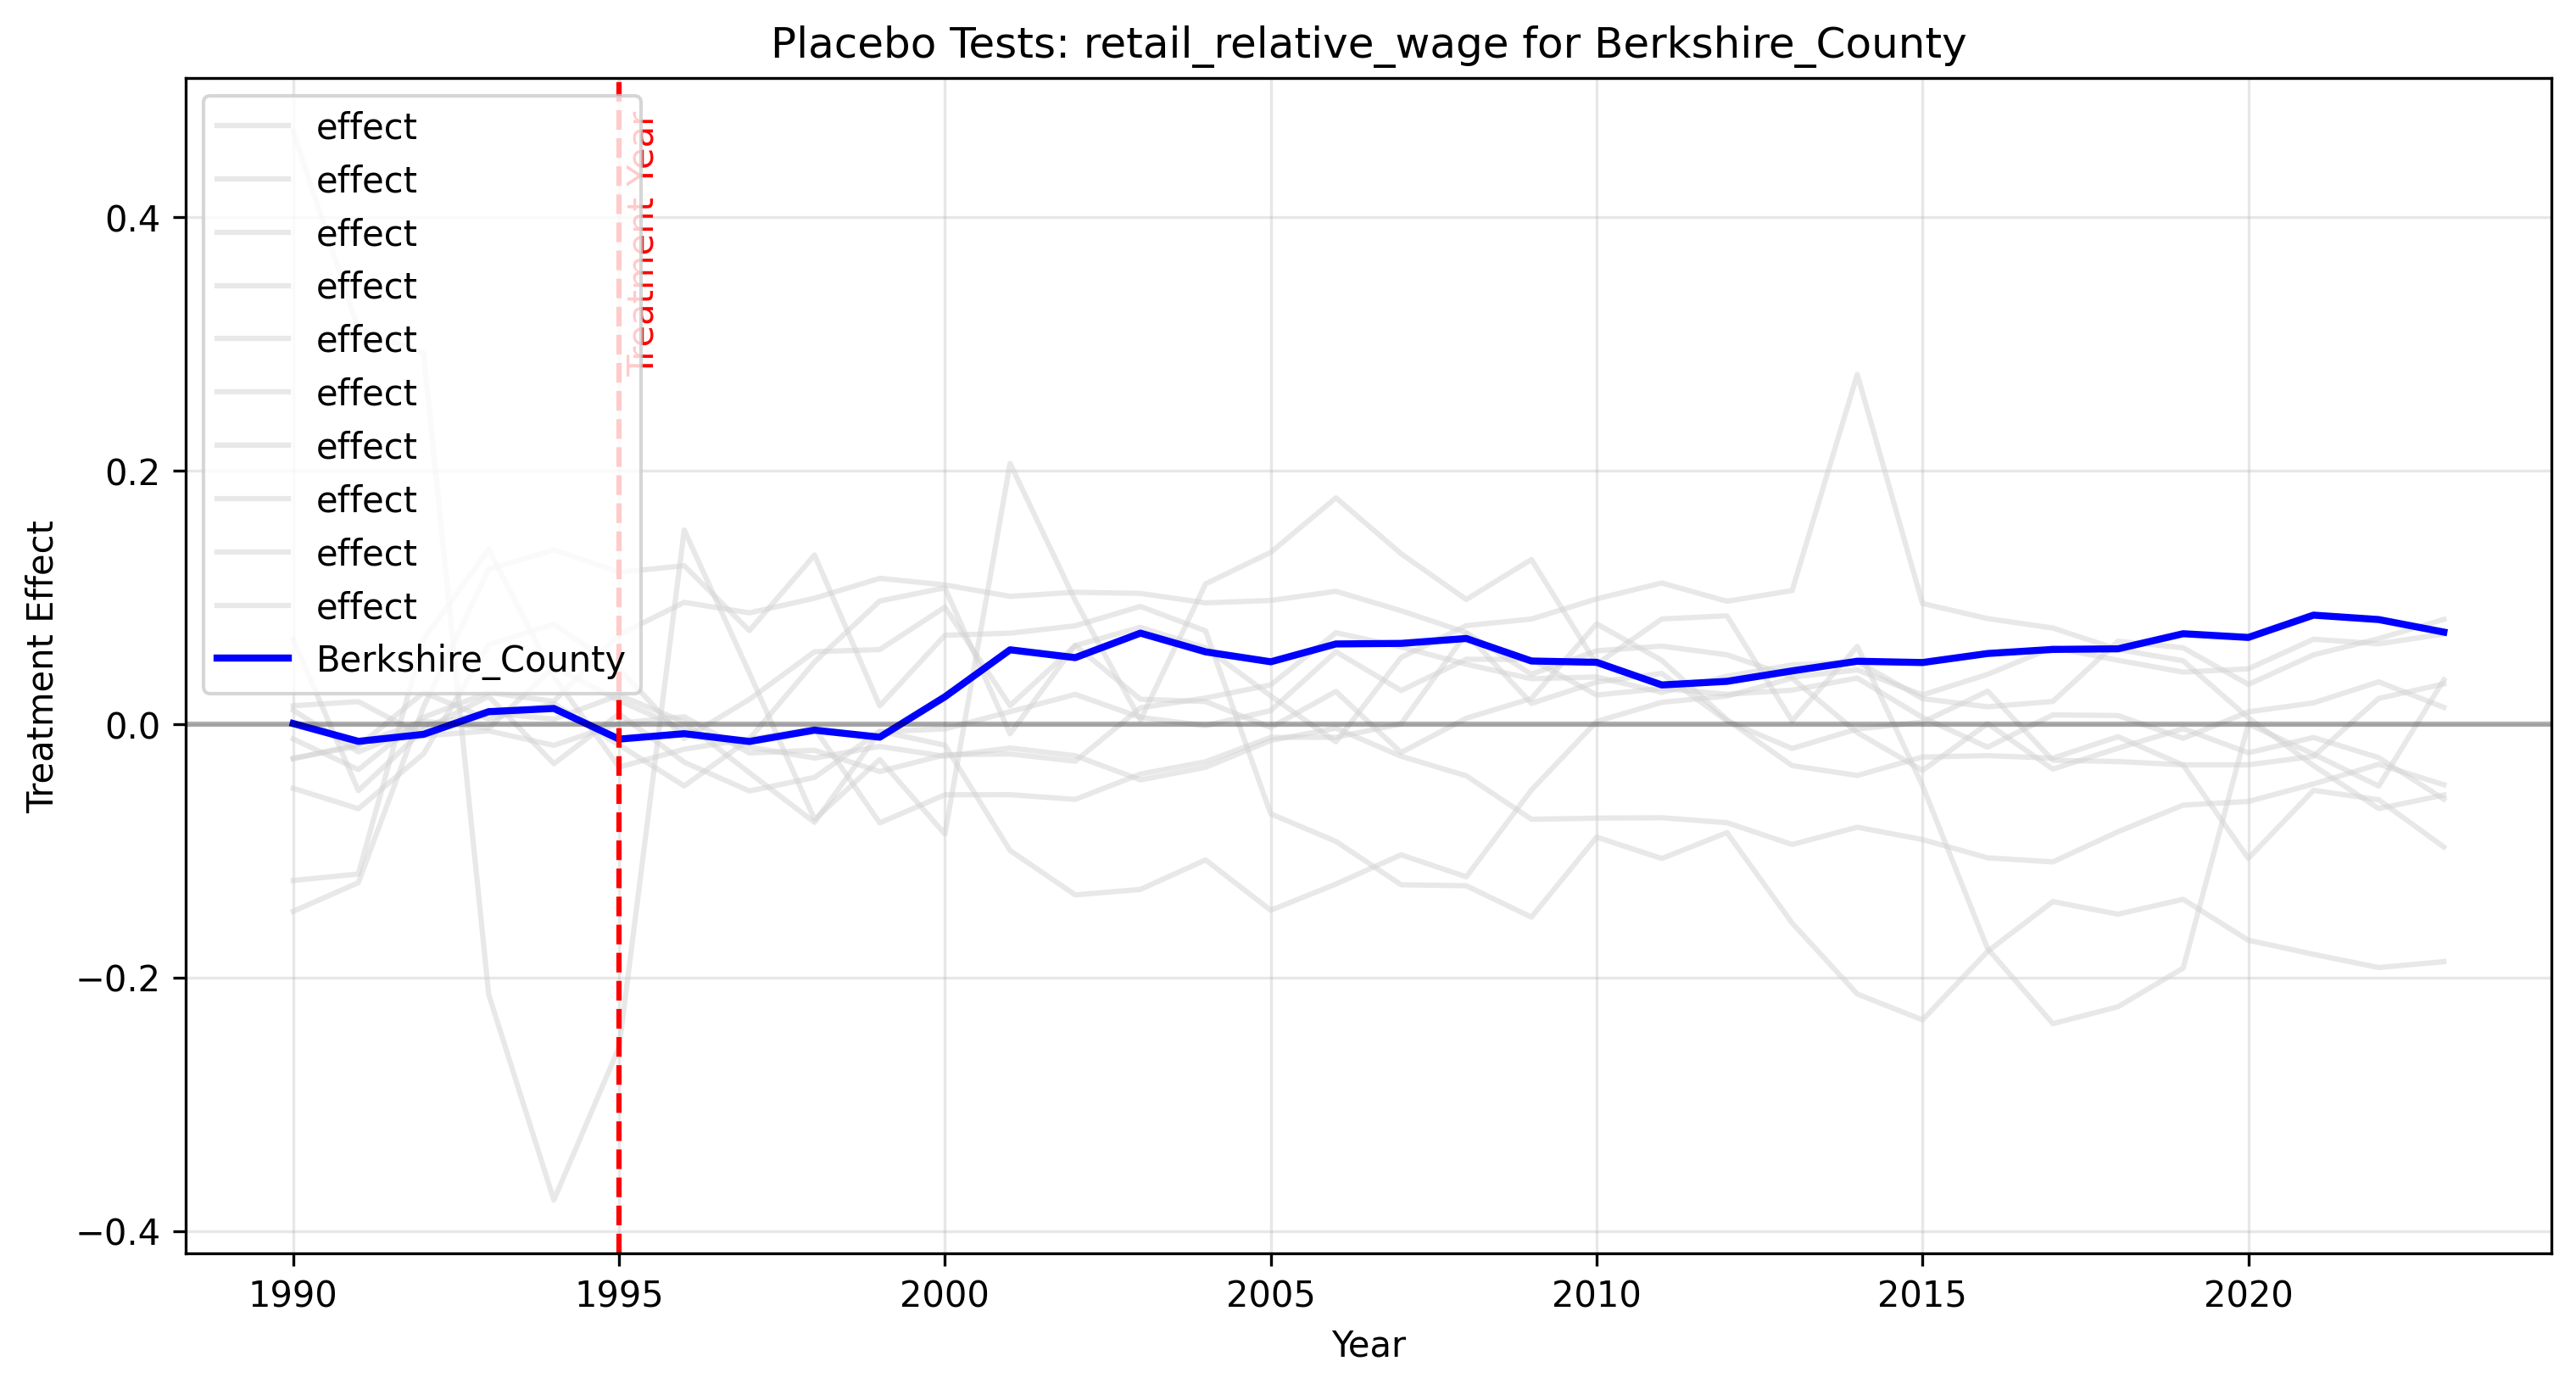 Placebo Tests: retail_relative_wage for Berkshire_County
effect
effect
effect
effect
effect
effect
effect
effect
effect
effect
Berkshire_County
Treatment Year
Treatment Effect
0.4
0.2
0.0
−0.2
−0.4
1990
1995
2000
2005
2010
2015
2020
Year